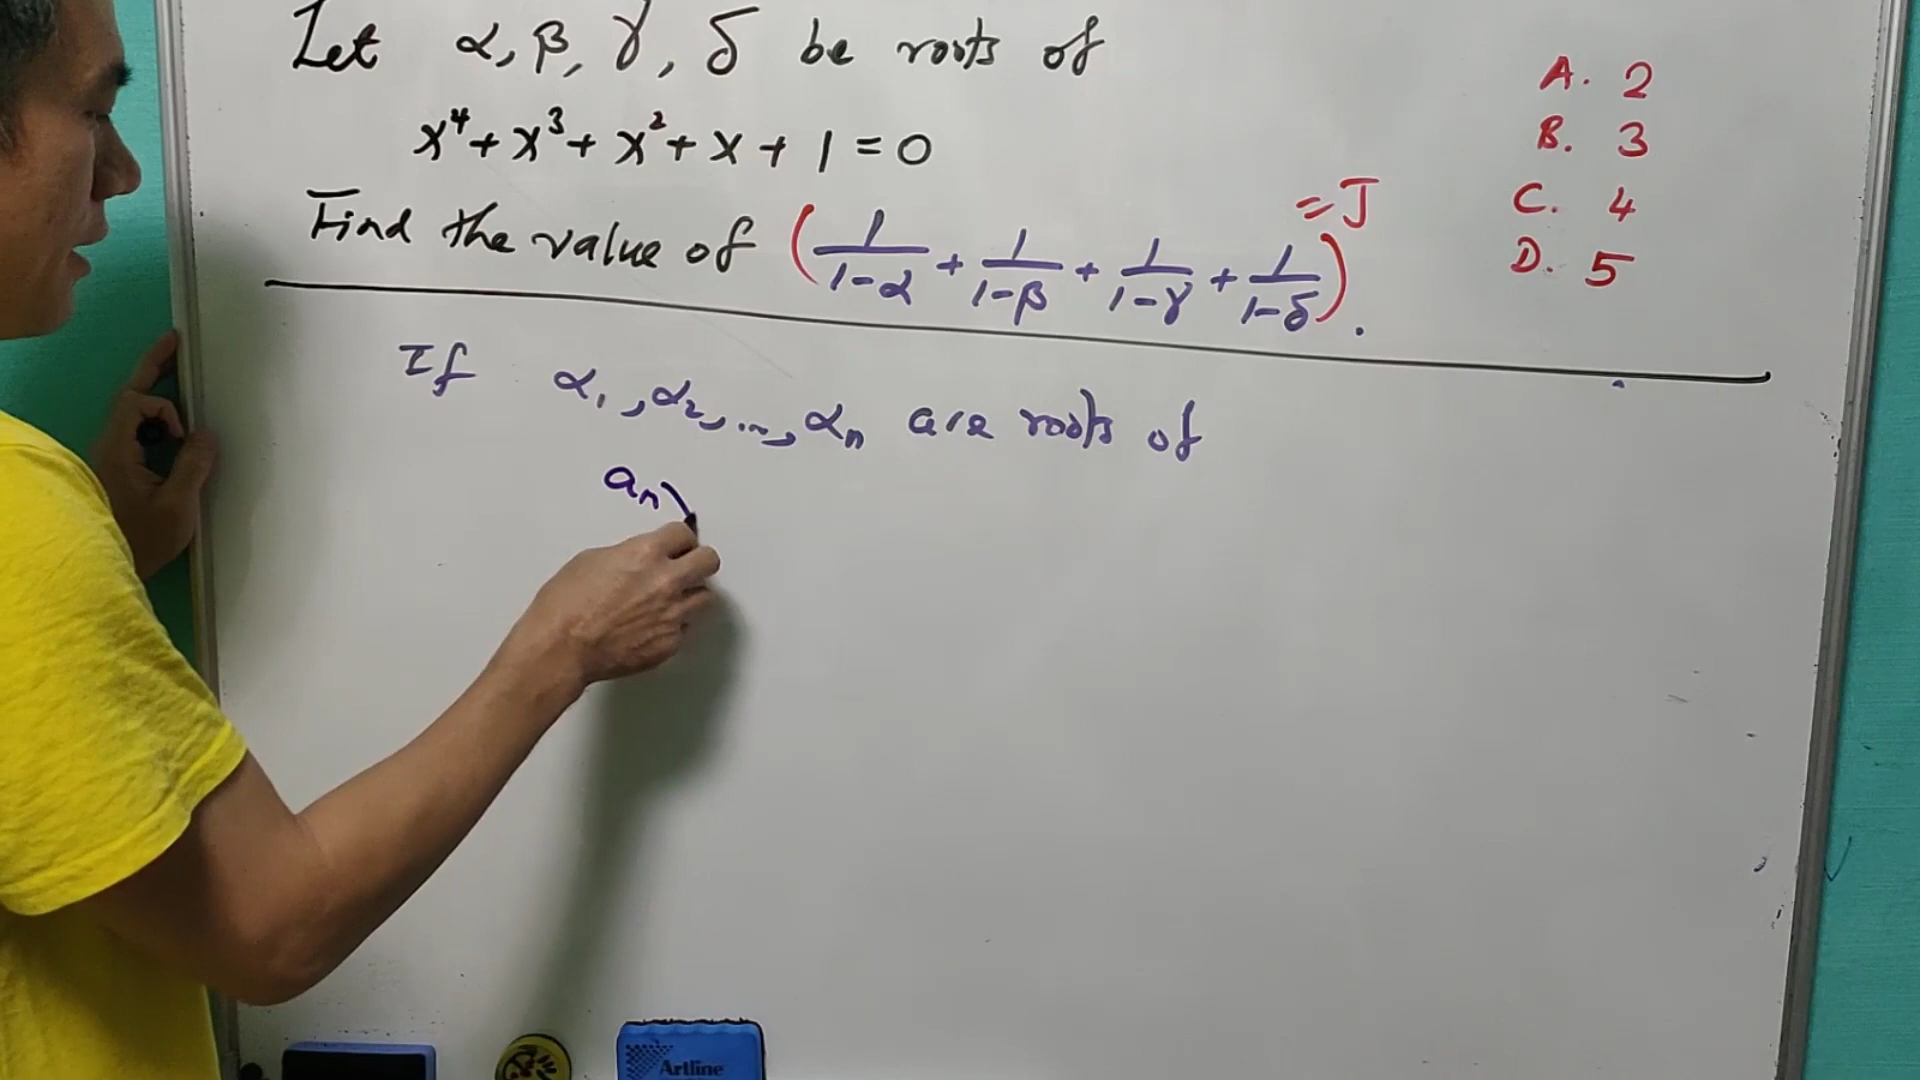 Let α, β, γ, δ be roots of
x⁴ + x³ + x² + x + 1 = 0
Find the value of (1/(1-α) + 1/(1-β) + 1/(1-γ) + 1/(1-δ)) = J.
A. 2
B. 3
C. 4
D. 5
If α₁, α₂, ..., αₙ are roots of
aₙ
Artline